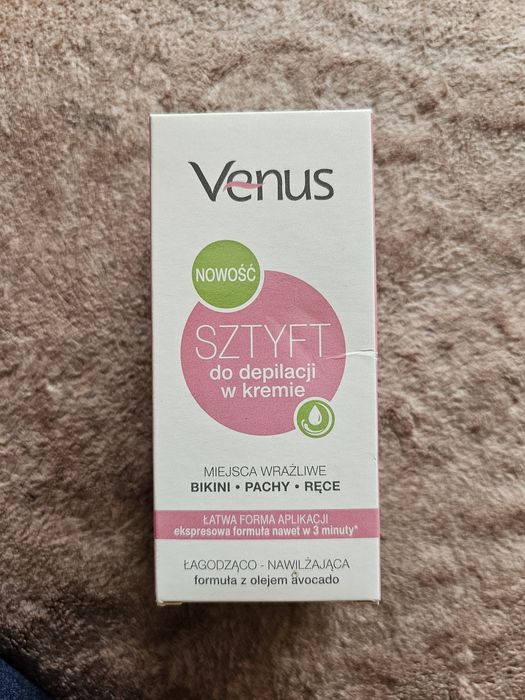 Venus
NOWOŚĆ
SZTYFT
do depilacji
w kremie
MIEJSCA WRAŻLIWE
BIKINI • PACHY • RĘCE
ŁATWA FORMA APLIKACJI
ekspresowa formuła nawet w 3 minuty*
ŁAGODZĄCO - NAWILŻAJĄCA
formuła z olejem avocado